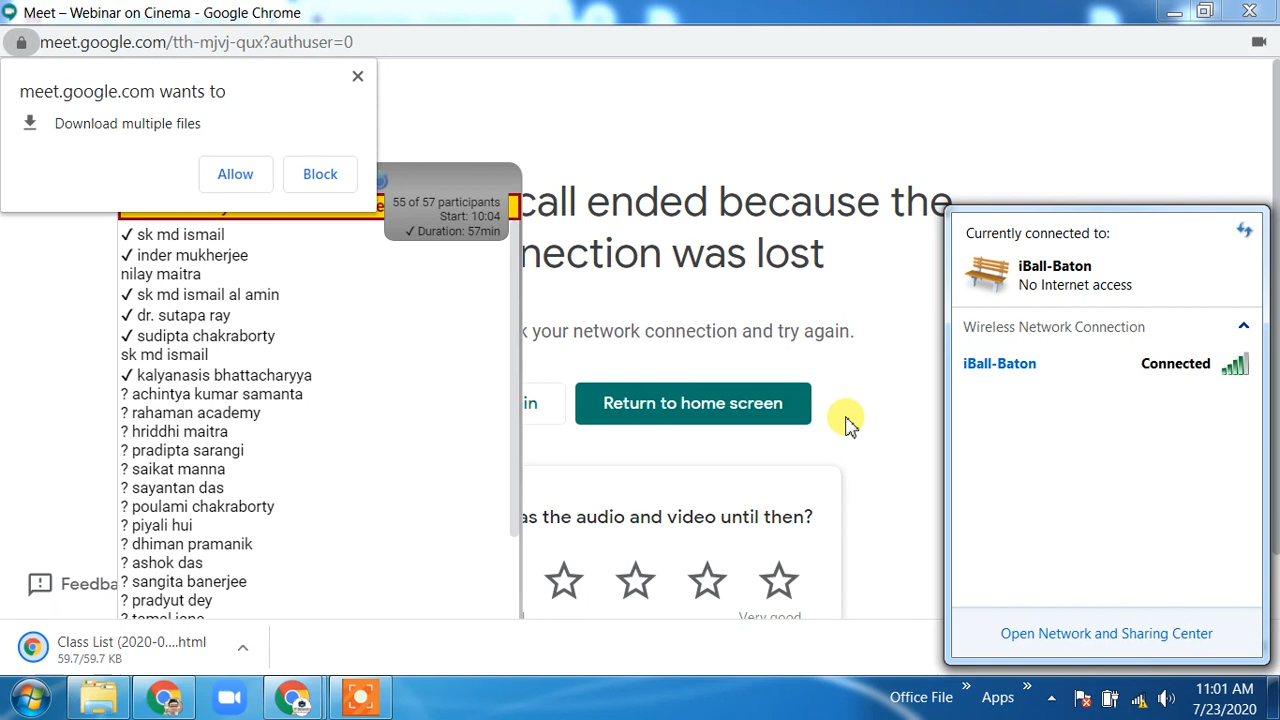 Meet – Webinar on Cinema - Google Chrome
meet.google.com/tth-mjvj-qux?authuser=0
meet.google.com wants to
Download multiple files
Allow
Block
55 of 57 participants
Start: 10:04
✓ Duration: 57min
✓ sk md ismail
✓ inder mukherjee
nilay maitra
✓ sk md ismail al amin
✓ dr. sutapa ray
✓ sudipta chakraborty
sk md ismail
✓ kalyanasis bhattacharyya
? achintya kumar samanta
? rahaman academy
? hriddhi maitra
? pradipta sarangi
? saikat manna
? sayantan das
? poulami chakraborty
? piyali hui
? dhiman pramanik
? ashok das
? sangita banerjee
? pradyut dey
call ended because the
nection was lost
k your network connection and try again.
in
Return to home screen
as the audio and video until then?
Very good
Feedba
Currently connected to:
iBall-Baton
No Internet access
Wireless Network Connection
iBall-Baton
Connected
Open Network and Sharing Center
Class List (2020-0....html
59.7/59.7 KB
Office File
»
Apps
»
11:01 AM
7/23/2020